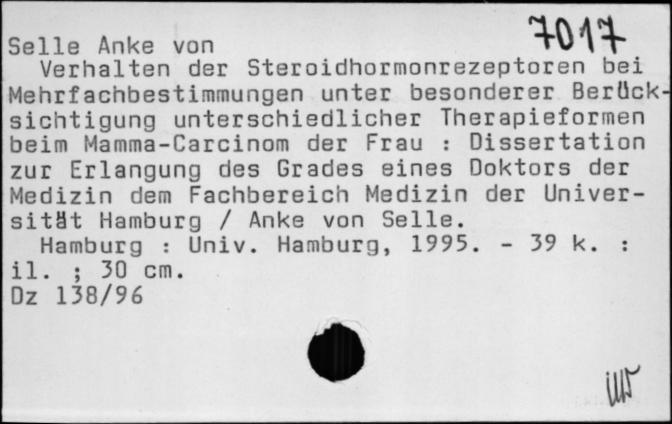 7017
Selle Anke von
Verhalten der Steroidhormonrezeptoren bei
Mehrfachbestimmungen unter besonderer Berück-
sichtigung unterschiedlicher Therapieformen
beim Mamma-Carcinom der Frau : Dissertation
zur Erlangung des Grades eines Doktors der
Medizin dem Fachbereich Medizin der Univer-
sität Hamburg / Anke von Selle.
Hamburg : Univ. Hamburg, 1995. - 39 k. :
il. ; 30 cm.
Dz 138/96